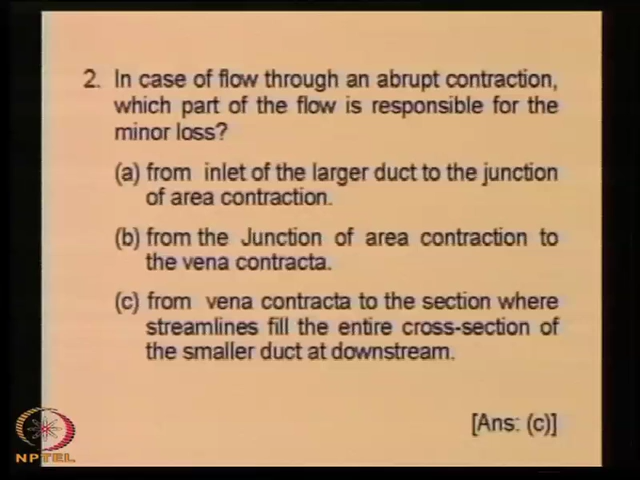 2. In case of flow through an abrupt contraction,
which part of the flow is responsible for the
minor loss?
(a) from inlet of the larger duct to the junction
of area contraction.
(b) from the Junction of area contraction to
the vena contracta.
(c) from vena contracta to the section where
streamlines fill the entire cross-section of
the smaller duct at downstream.
[Ans: (c)]
NPTEL